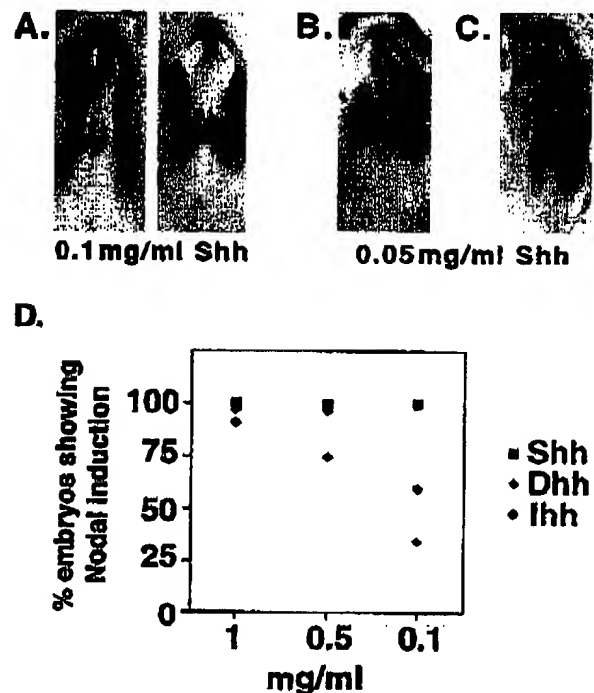 A.
B.
C.
0.1mg/ml Shh
0.05mg/ml Shh
D.
% embryos showing
Nodal induction
100
75
50
25
0
1
0.5
0.1
mg/ml
Shh
Dhh
Ihh